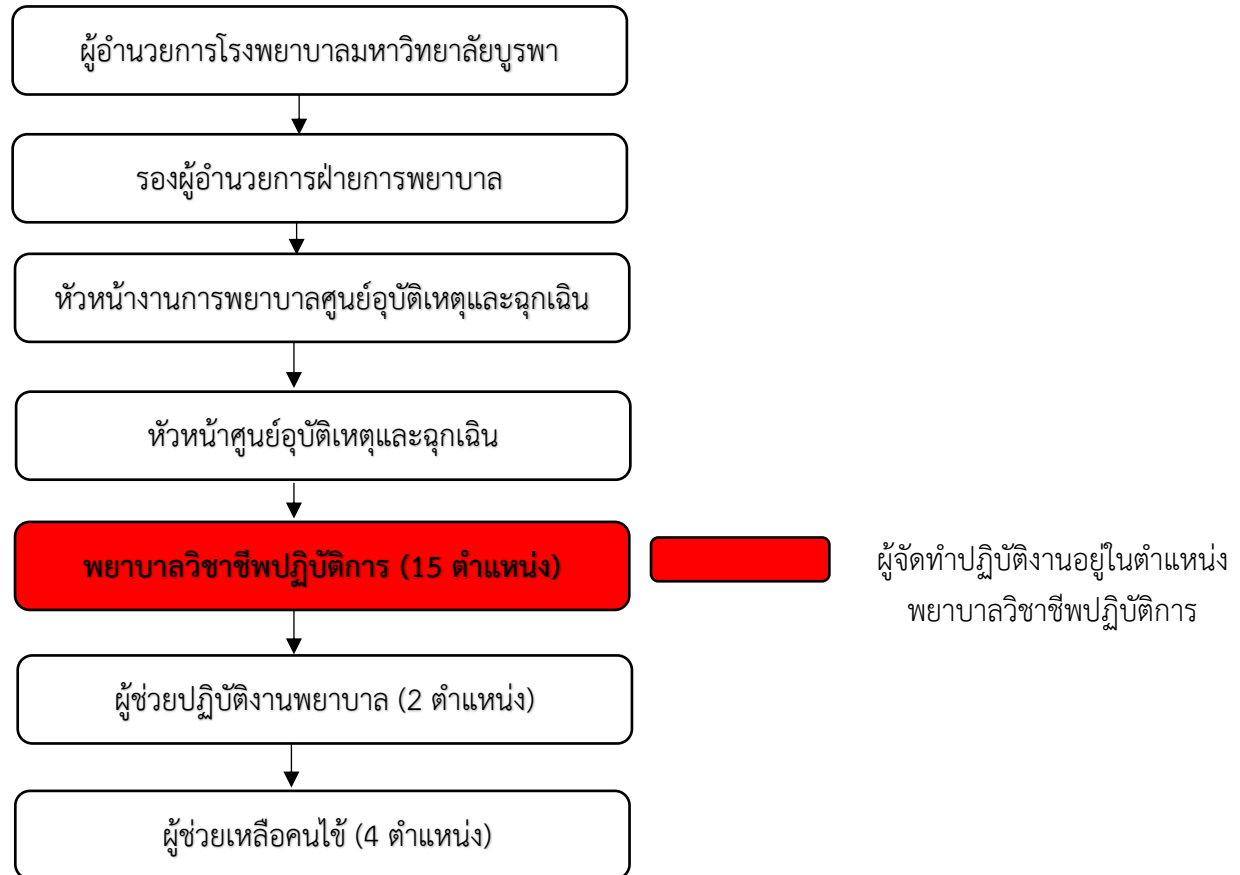 ผู้อำนวยการโรงพยาบาลมหาวิทยาลัยบูรพา
รองผู้อำนวยการฝ่ายการพยาบาล
หัวหน้างานการพยาบาลศูนย์อุบัติเหตุและฉุกเฉิน
หัวหน้าศูนย์อุบัติเหตุและฉุกเฉิน
พยาบาลวิชาชีพปฏิบัติการ (15 ตำแหน่ง)
ผู้จัดทำปฏิบัติงานอยู่ในตำแหน่ง
พยาบาลวิชาชีพปฏิบัติการ
ผู้ช่วยปฏิบัติงานพยาบาล (2 ตำแหน่ง)
ผู้ช่วยเหลือคนไข้ (4 ตำแหน่ง)